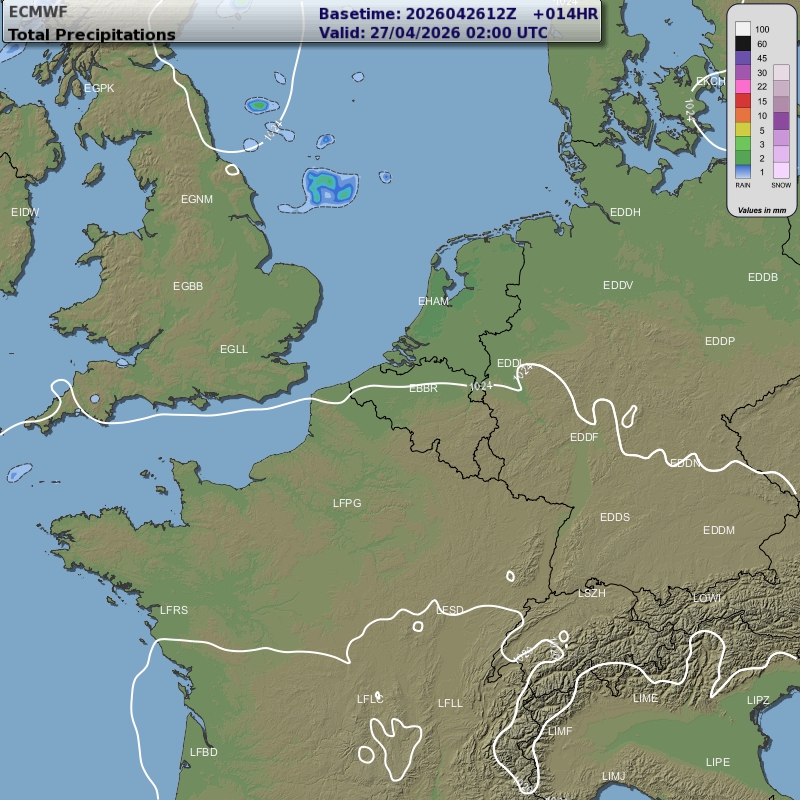 ECMWF
Basetime: 2026042612Z +014HR
Total Precipitations
Valid: 27/04/2026 02:00 UTC
100
60
45
30
22
15
10
5
3
2
1
RAIN
SNOW
Values in mm
EGPK
EKCH
1024
EIDW
EGNM
EDDH
EGBB
EHAM
EDDV
EDDB
EGLL
EDDP
EDDL
1024
EBBR
1024
EDDF
EDDN
LFPG
EDDS
EDDM
LSZH
LOWI
LFRS
LFSD
LFLC
LFLL
LIME
LIPZ
LIMF
LFBD
LIPE
LIMJ